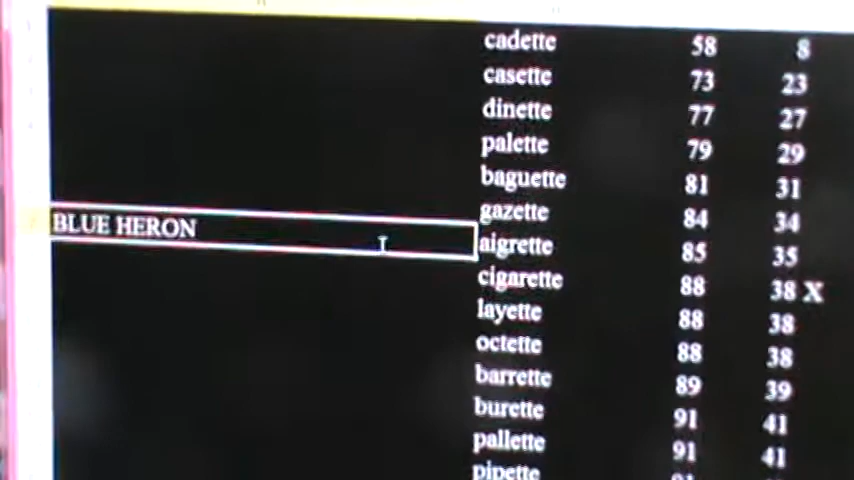 cadette 58 8
casette 73 23
dinette 77 27
palette 79 29
baguette 81 31
gazette 84 34
BLUE HERON aigrette 85 35
cigarette 88 38 X
layette 88 38
octette 88 38
barrette 89 39
burette 91 41
pallette 91 41
pipette